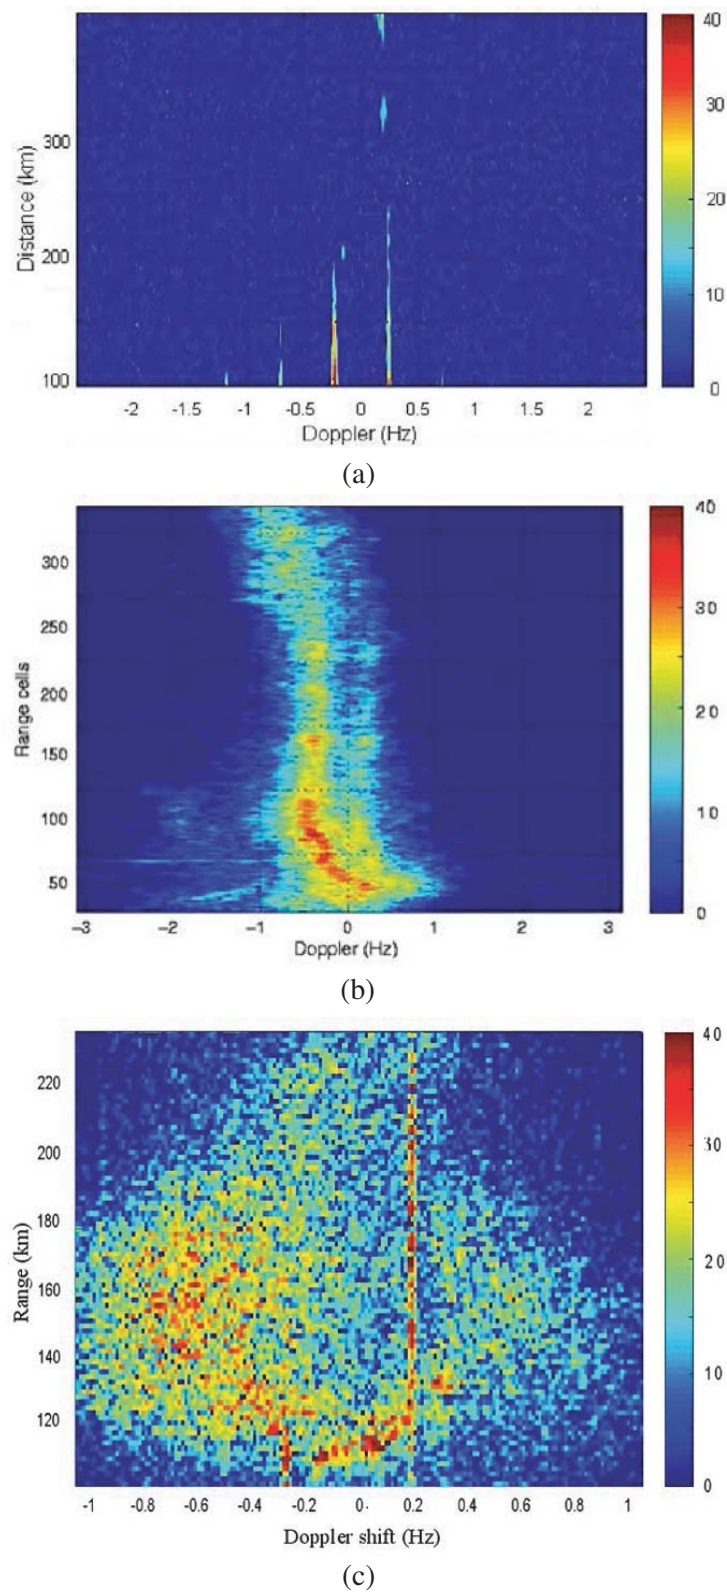 40
30
20
10
0
300
200
100
Distance (km)
-2 -1.5 -1 -0.5 0 0.5 1 1.5 2
Doppler (Hz)
(a)
40
30
20
10
0
300
250
200
150
100
50
Range cells
-3 -2 -1 0 1 2 3
Doppler (Hz)
(b)
40
30
20
10
0
220
200
180
160
140
120
Range (km)
-1 -0.8 -0.6 -0.4 -0.2 0 0.2 0.4 0.6 0.8 1
Doppler shift (Hz)
(c)